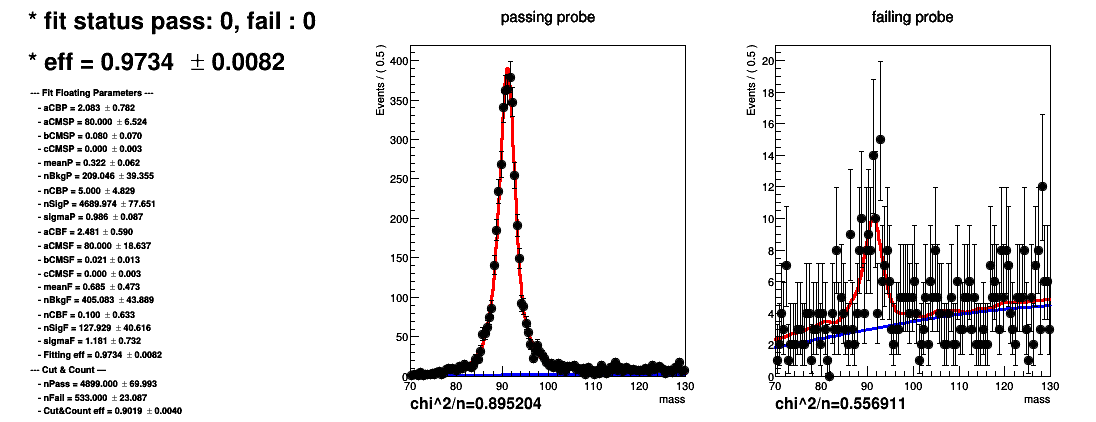 * fit status pass: 0, fail : 0
* eff = 0.9734 ± 0.0082
--- Fit Floating Parameters ---
- aCBP = 2.083 ± 0.782
- aCMSP = 80.000 ± 6.524
- bCMSP = 0.080 ± 0.070
- cCMSP = 0.000 ± 0.003
- meanP = 0.322 ± 0.062
- nBkgP = 209.046 ± 39.355
- nCBP = 5.000 ± 4.829
- nSigP = 4689.974 ± 77.651
- sigmaP = 0.986 ± 0.087
- aCBF = 2.481 ± 0.590
- aCMSF = 80.000 ± 18.637
- bCMSF = 0.021 ± 0.013
- cCMSF = 0.000 ± 0.003
- meanF = 0.685 ± 0.473
- nBkgF = 405.083 ± 43.889
- nCBF = 0.100 ± 0.633
- nSigF = 127.929 ± 40.616
- sigmaF = 1.181 ± 0.732
- Fitting eff = 0.9734 ± 0.0082
--- Cut & Count ---
- nPass = 4899.000 ± 69.993
- nFail = 533.000 ± 23.087
- Cut&Count eff = 0.9019 ± 0.0040
passing probe
Events / ( 0.5 )
400
350
300
250
200
150
100
50
0
70 80 90 100 110 120 130
mass
chi^2/n=0.895204
failing probe
Events / ( 0.5 )
20
18
16
14
12
10
8
6
4
2
0
70 80 90 100 110 120 130
mass
chi^2/n=0.556911